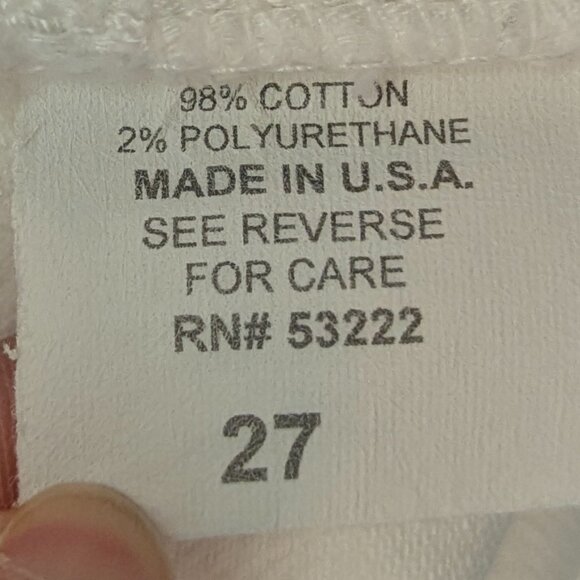 98% COTTON
2% POLYURETHANE
MADE IN U.S.A.
SEE REVERSE
FOR CARE
RN# 53222
27